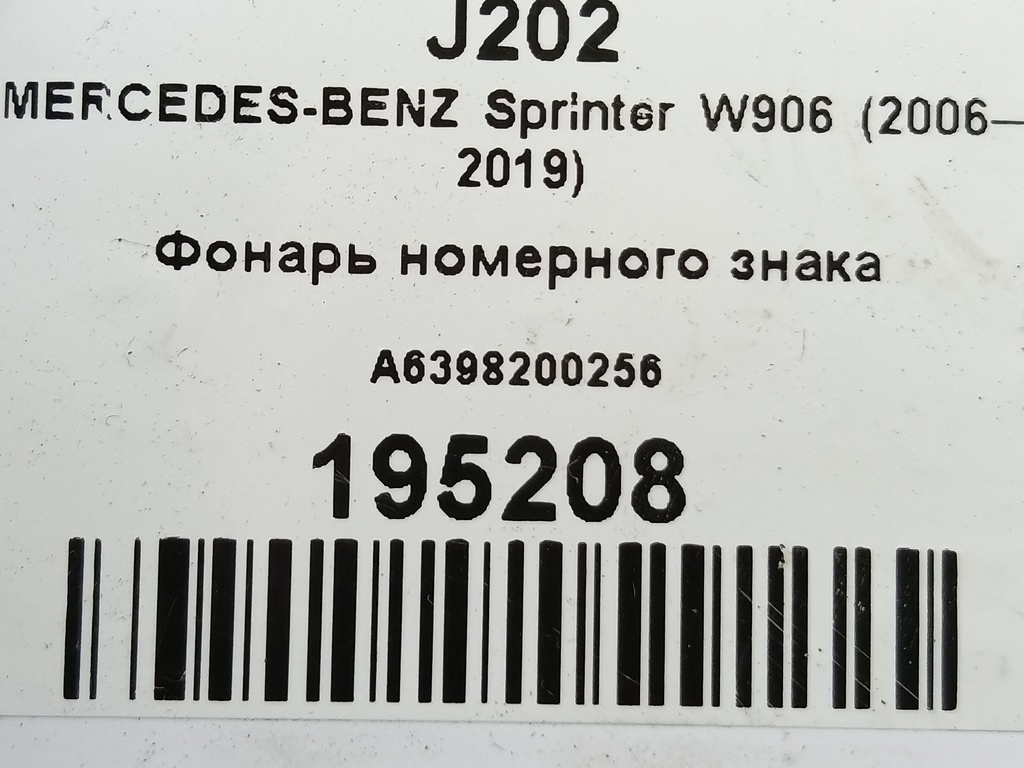 J202
MERCEDES-BENZ Sprinter W906 (2006—
2019)
Фонарь номерного знака
A6398200256
195208